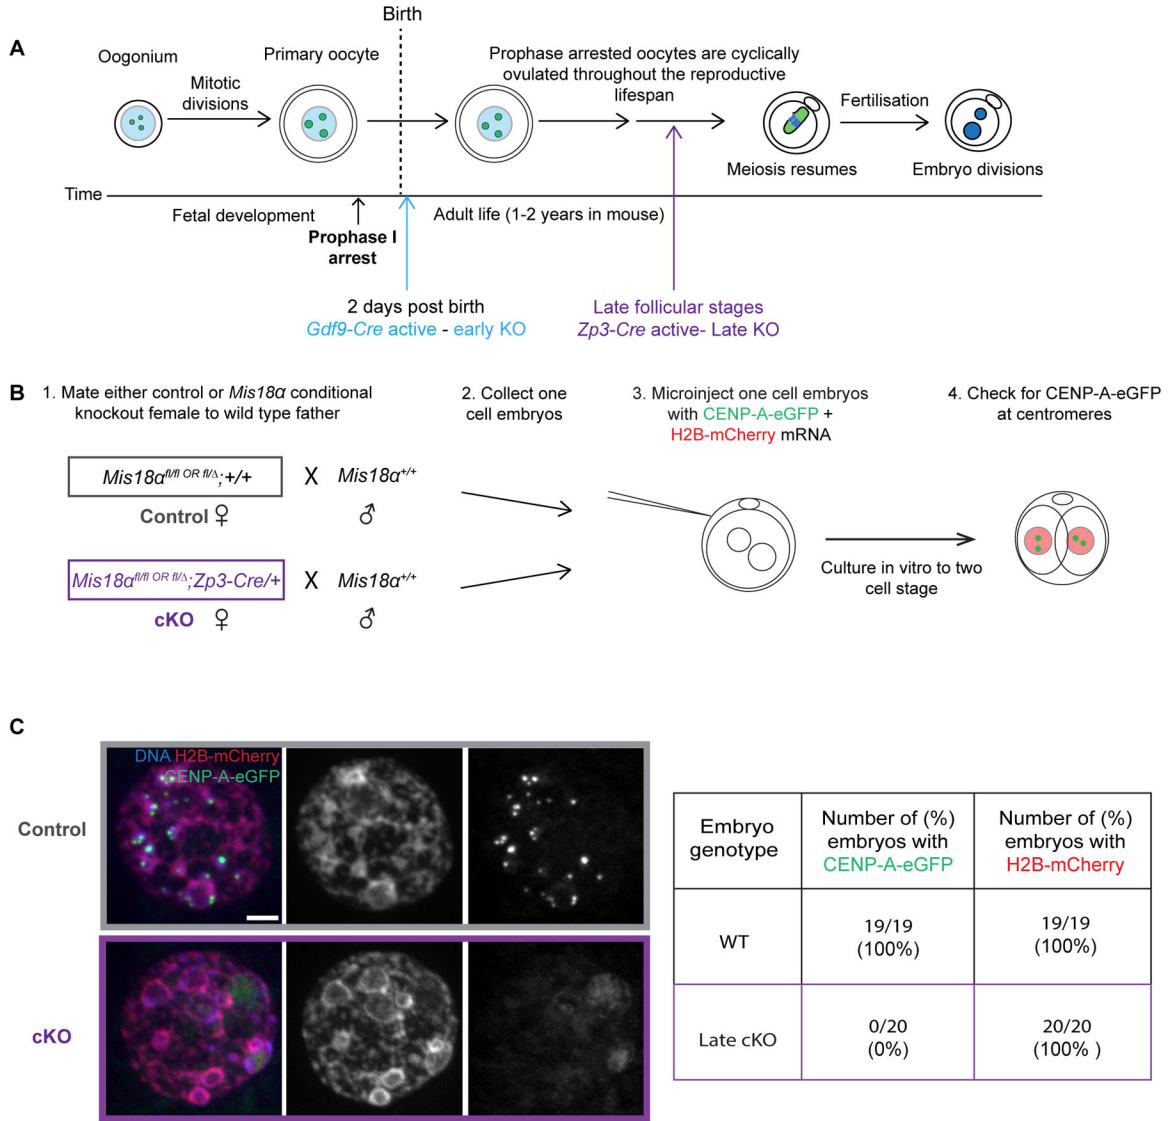 Birth
A
Oogonium
Mitotic
divisions
Primary oocyte
Prophase arrested oocytes are cyclically
ovulated throughout the reproductive
lifespan
Fertilisation
Meiosis resumes
Embryo divisions
Time
Fetal development
Adult life (1-2 years in mouse)
Prophase I
arrest
2 days post birth
Gdf9-Cre active - early KO
Late follicular stages
Zp3-Cre active- Late KO
B
1. Mate either control or Mis18α conditional
knockout female to wild type father
2. Collect one
cell embryos
3. Microinject one cell embryos
with CENP-A-eGFP +
H2B-mCherry mRNA
4. Check for CENP-A-eGFP
at centromeres
Mis18α^fl/fl OR fl/Δ;+/+
X
Mis18α^+/+
Control ♀
♂
Mis18α^fl/fl OR fl/Δ;Zp3-Cre/+
X
Mis18α^+/+
cKO ♀
♂
Culture in vitro to two
cell stage
C
DNA H2B-mCherry
CENP-A-eGFP
Control
cKO
Embryo
genotype
Number of (%)
embryos with
CENP-A-eGFP
Number of (%)
embryos with
H2B-mCherry
WT
19/19
(100%)
19/19
(100%)
Late cKO
0/20
(0%)
20/20
(100% )